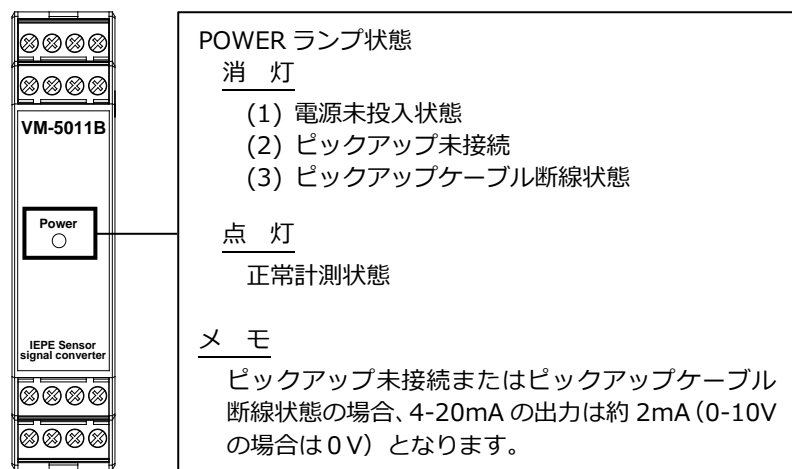 VM-5011B
Power
IEPE Sensor
signal converter
POWER ランプ状態
消 灯
(1) 電源未投入状態
(2) ピックアップ未接続
(3) ピックアップケーブル断線状態
点 灯
正常計測状態
メ モ
ピックアップ未接続またはピックアップケーブル
断線状態の場合、4-20mA の出力は約 2mA(0-10V
の場合は0V)となります。